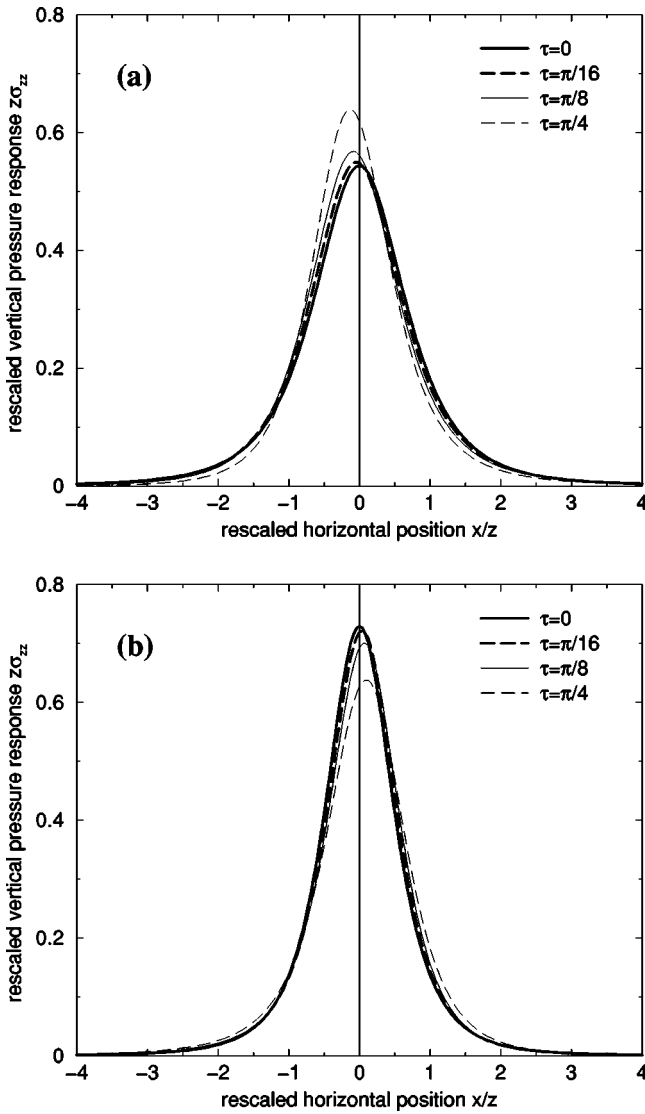 0.8
0.6
0.4
0.2
0
rescaled vertical pressure response zσzz
(a)
τ=0
τ=π/16
τ=π/8
τ=π/4
−4 −3 −2 −1 0 1 2 3 4
rescaled horizontal position x/z
0.8
0.6
0.4
0.2
0
rescaled vertical pressure response zσzz
(b)
τ=0
τ=π/16
τ=π/8
τ=π/4
−4 −3 −2 −1 0 1 2 3 4
rescaled horizontal position x/z